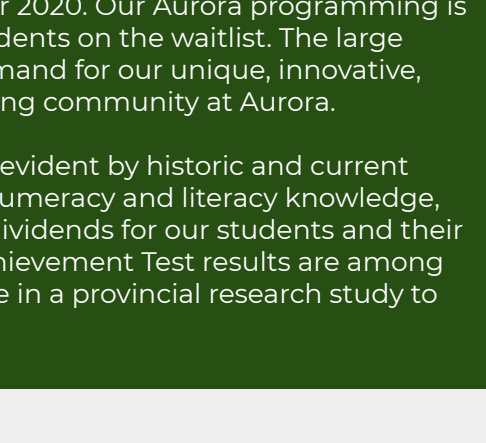 r 2020. Our Aurora programming is
dents on the waitlist. The large
mand for our unique, innovative,
ng community at Aurora.
evident by historic and current
umeracy and literacy knowledge,
ividends for our students and their
hievement Test results are among
e in a provincial research study to